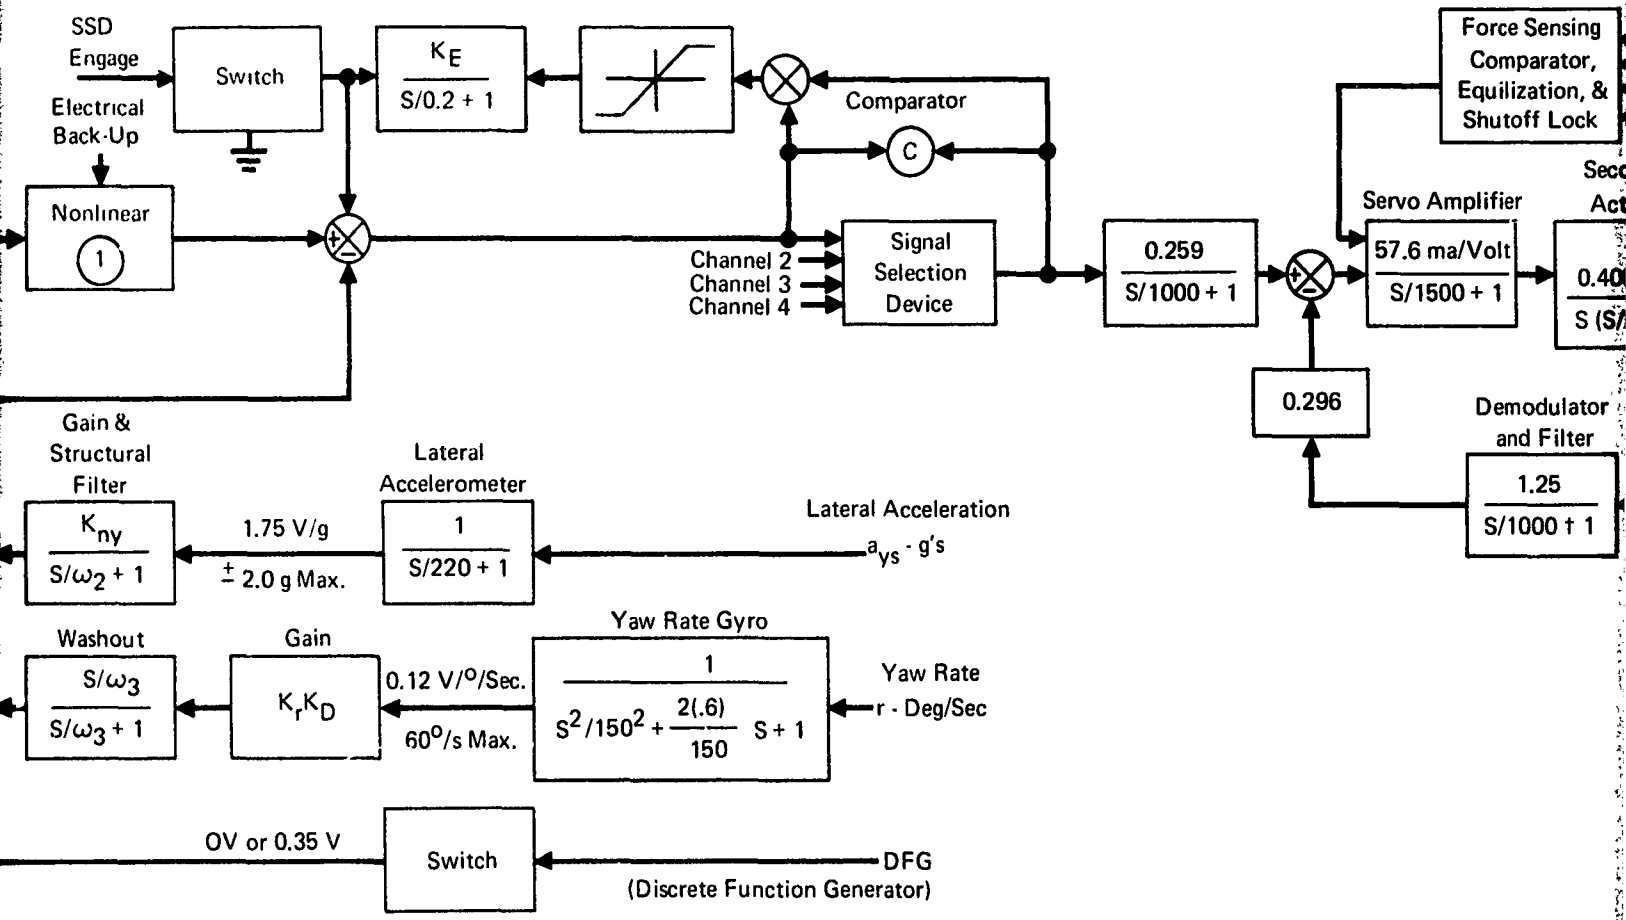 SSD
Engage
Switch
K_E
S/0.2 + 1
Electrical
Back-Up
Comparator
C
Force Sensing
Comparator,
Equilization, &
Shutoff Lock
Nonlinear
1
+
-
Signal
Selection
Device
Channel 2
Channel 3
Channel 4
0.259
S/1000 + 1
+
-
Servo Amplifier
57.6 ma/Volt
S/1500 + 1
0.296
Demodulator
and Filter
1.25
S/1000 † 1
Gain &
Structural
Filter
K_ny
S/ω2 + 1
1.75 V/g
± 2.0 g Max.
Lateral
Accelerometer
1
S/220 + 1
Lateral Acceleration
a_ys - g's
Washout
S/ω3
S/ω3 + 1
Gain
K_rK_D
0.12 V/°/Sec.
60°/s Max.
Yaw Rate Gyro
1
S²/150² + 2(.6)/150 S + 1
Yaw Rate
r - Deg/Sec
OV or 0.35 V
Switch
DFG
(Discrete Function Generator)